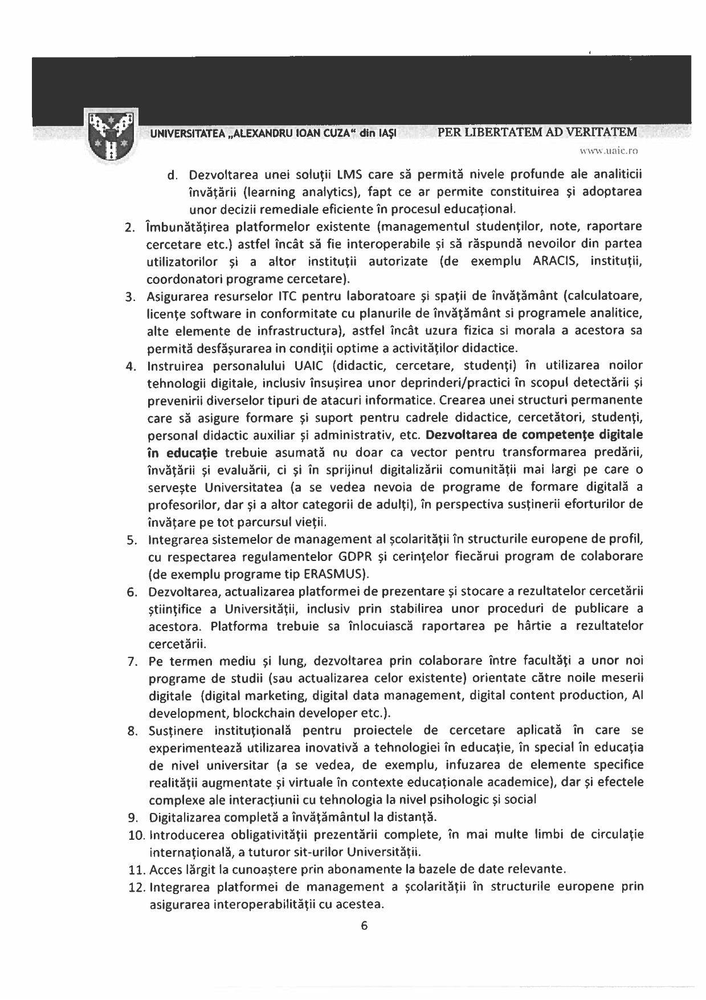 UNIVERSITATEA „ALEXANDRU IOAN CUZA“ din IAŞI PER LIBERTATEM AD VERITATEM
www.uaic.ro
d. Dezvoltarea unei soluţii LMS care să permită nivele profunde ale analiticii
învăţării (learning analytics), fapt ce ar permite constituirea şi adoptarea
unor decizii remediale eficiente în procesul educaţional.
2. Îmbunătăţirea platformelor existente (managementul studenţilor, note, raportare
cercetare etc.) astfel încât să fie interoperabile şi să răspundă nevoilor din partea
utilizatorilor şi a altor instituţii autorizate (de exemplu ARACIS, instituţii,
coordonatori programe cercetare).
3. Asigurarea resurselor ITC pentru laboratoare şi spaţii de învăţământ (calculatoare,
licenţe software in conformitate cu planurile de învăţământ si programele analitice,
alte elemente de infrastructura), astfel încât uzura fizica si morala a acestora sa
permită desfăşurarea in condiţii optime a activităţilor didactice.
4. Instruirea personalului UAIC (didactic, cercetare, studenţi) în utilizarea noilor
tehnologii digitale, inclusiv însuşirea unor deprinderi/practici în scopul detectării şi
prevenirii diverselor tipuri de atacuri informatice. Crearea unei structuri permanente
care să asigure formare şi suport pentru cadrele didactice, cercetători, studenţi,
personal didactic auxiliar şi administrativ, etc. Dezvoltarea de competenţe digitale
în educaţie trebuie asumată nu doar ca vector pentru transformarea predării,
învăţării şi evaluării, ci şi în sprijinul digitalizării comunităţii mai largi pe care o
serveşte Universitatea (a se vedea nevoia de programe de formare digitală a
profesorilor, dar şi a altor categorii de adulţi), în perspectiva susţinerii eforturilor de
învăţare pe tot parcursul vieţii.
5. Integrarea sistemelor de management al şcolarităţii în structurile europene de profil,
cu respectarea regulamentelor GDPR şi cerinţelor fiecărui program de colaborare
(de exemplu programe tip ERASMUS).
6. Dezvoltarea, actualizarea platformei de prezentare şi stocare a rezultatelor cercetării
ştiinţifice a Universităţii, inclusiv prin stabilirea unor proceduri de publicare a
acestora. Platforma trebuie sa înlocuiască raportarea pe hârtie a rezultatelor
cercetării.
7. Pe termen mediu şi lung, dezvoltarea prin colaborare între facultăţi a unor noi
programe de studii (sau actualizarea celor existente) orientate către noile meserii
digitale (digital marketing, digital data management, digital content production, AI
development, blockchain developer etc.).
8. Susţinere instituţională pentru proiectele de cercetare aplicată în care se
experimentează utilizarea inovativă a tehnologiei în educaţie, în special în educaţia
de nivel universitar (a se vedea, de exemplu, infuzarea de elemente specifice
realităţii augmentate şi virtuale în contexte educaţionale academice), dar şi efectele
complexe ale interacţiunii cu tehnologia la nivel psihologic şi social
9. Digitalizarea completă a învăţământul la distanţă.
10. Introducerea obligativităţii prezentării complete, în mai multe limbi de circulaţie
internaţională, a tuturor sit-urilor Universităţii.
11. Acces lărgit la cunoaştere prin abonamente la bazele de date relevante.
12. Integrarea platformei de management a şcolarităţii în structurile europene prin
asigurarea interoperabilităţii cu acestea.
6